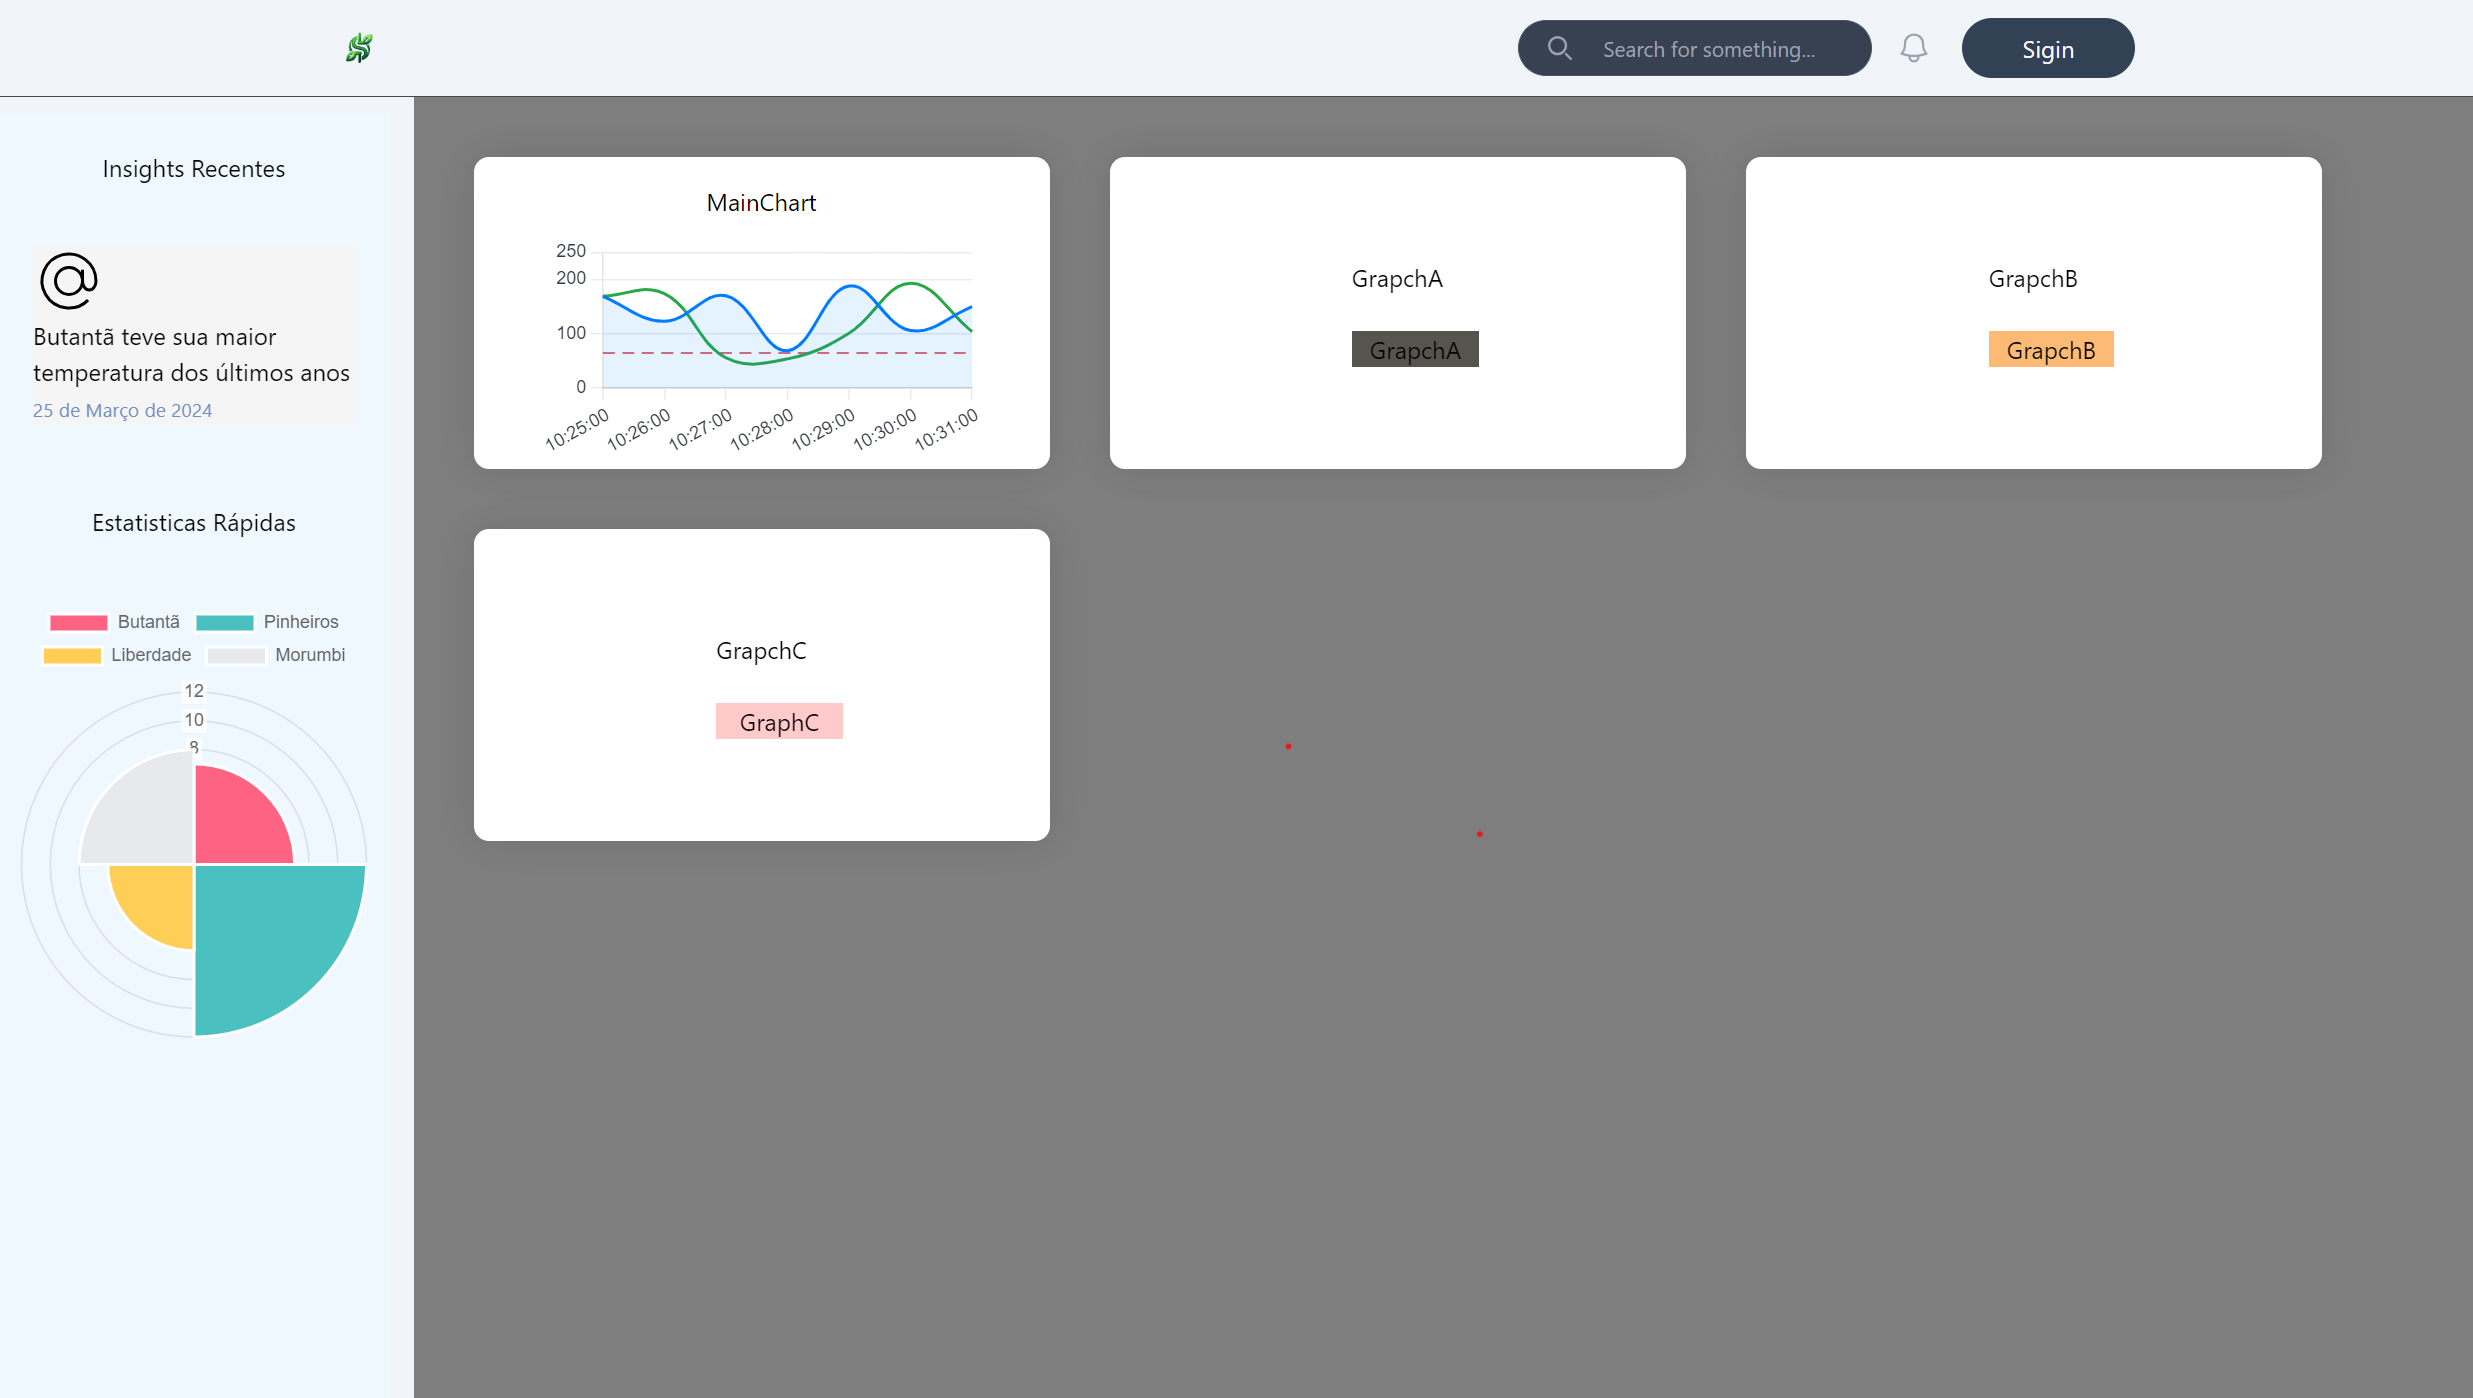 Search for something...
Sigin
Insights Recentes
@
Butantã teve sua maior
temperatura dos últimos anos
25 de Março de 2024
Estatisticas Rápidas
Butantã Pinheiros
Liberdade Morumbi
12
10
8
MainChart
250
200
100
0
10:25:00 10:26:00 10:27:00 10:28:00 10:29:00 10:30:00 10:31:00
GrapchA
GrapchA
GrapchB
GrapchB
GrapchC
GraphC